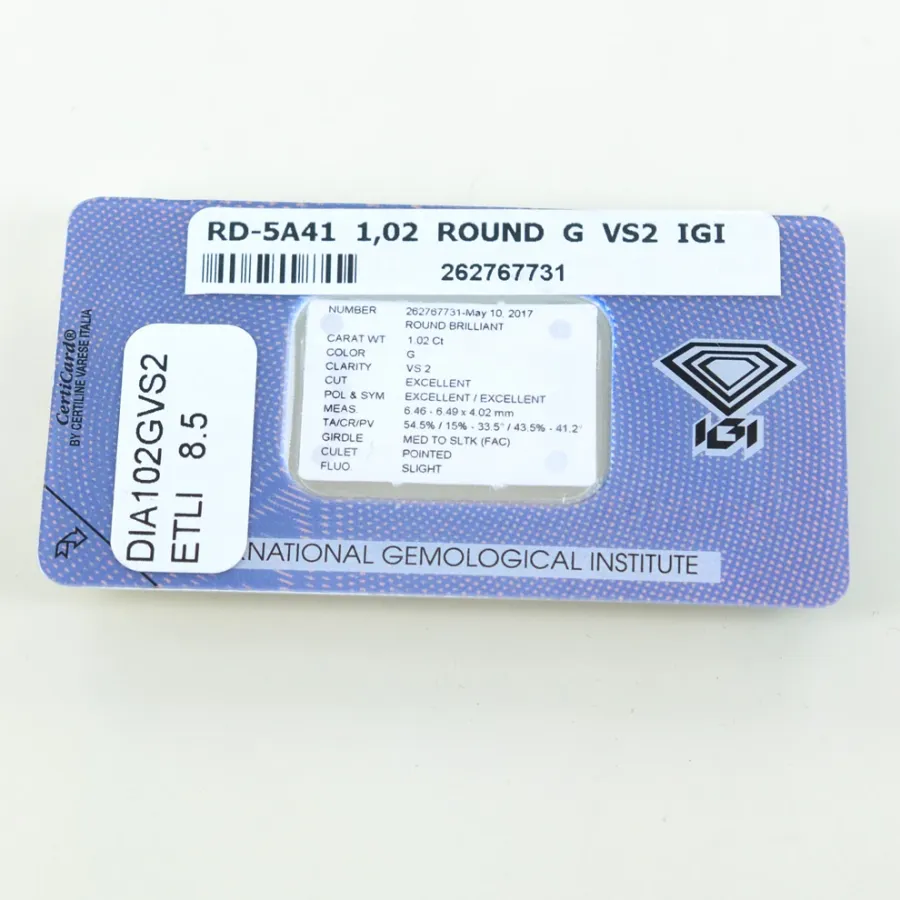 RD-5A41 1,02 ROUND G VS2 IGI
262767731
NUMBER 262767731-May 10, 2017
ROUND BRILLIANT
CARAT WT 1.02 Ct
COLOR G
CLARITY VS 2
CUT EXCELLENT
POL & SYM EXCELLENT / EXCELLENT
MEAS. 6.46 - 6.49 x 4.02 mm
TA/CR/PV 54.5% / 15% - 33.5° / 43.5% - 41.2°
GIRDLE MED TO SLTK (FAC)
CULET POINTED
FLUO. SLIGHT
CertiCard®
BY CERTILINE VARESE ITALIA
DIA102GVS2
ETLI 8.5
IGI
RNATIONAL GEMOLOGICAL INSTITUTE